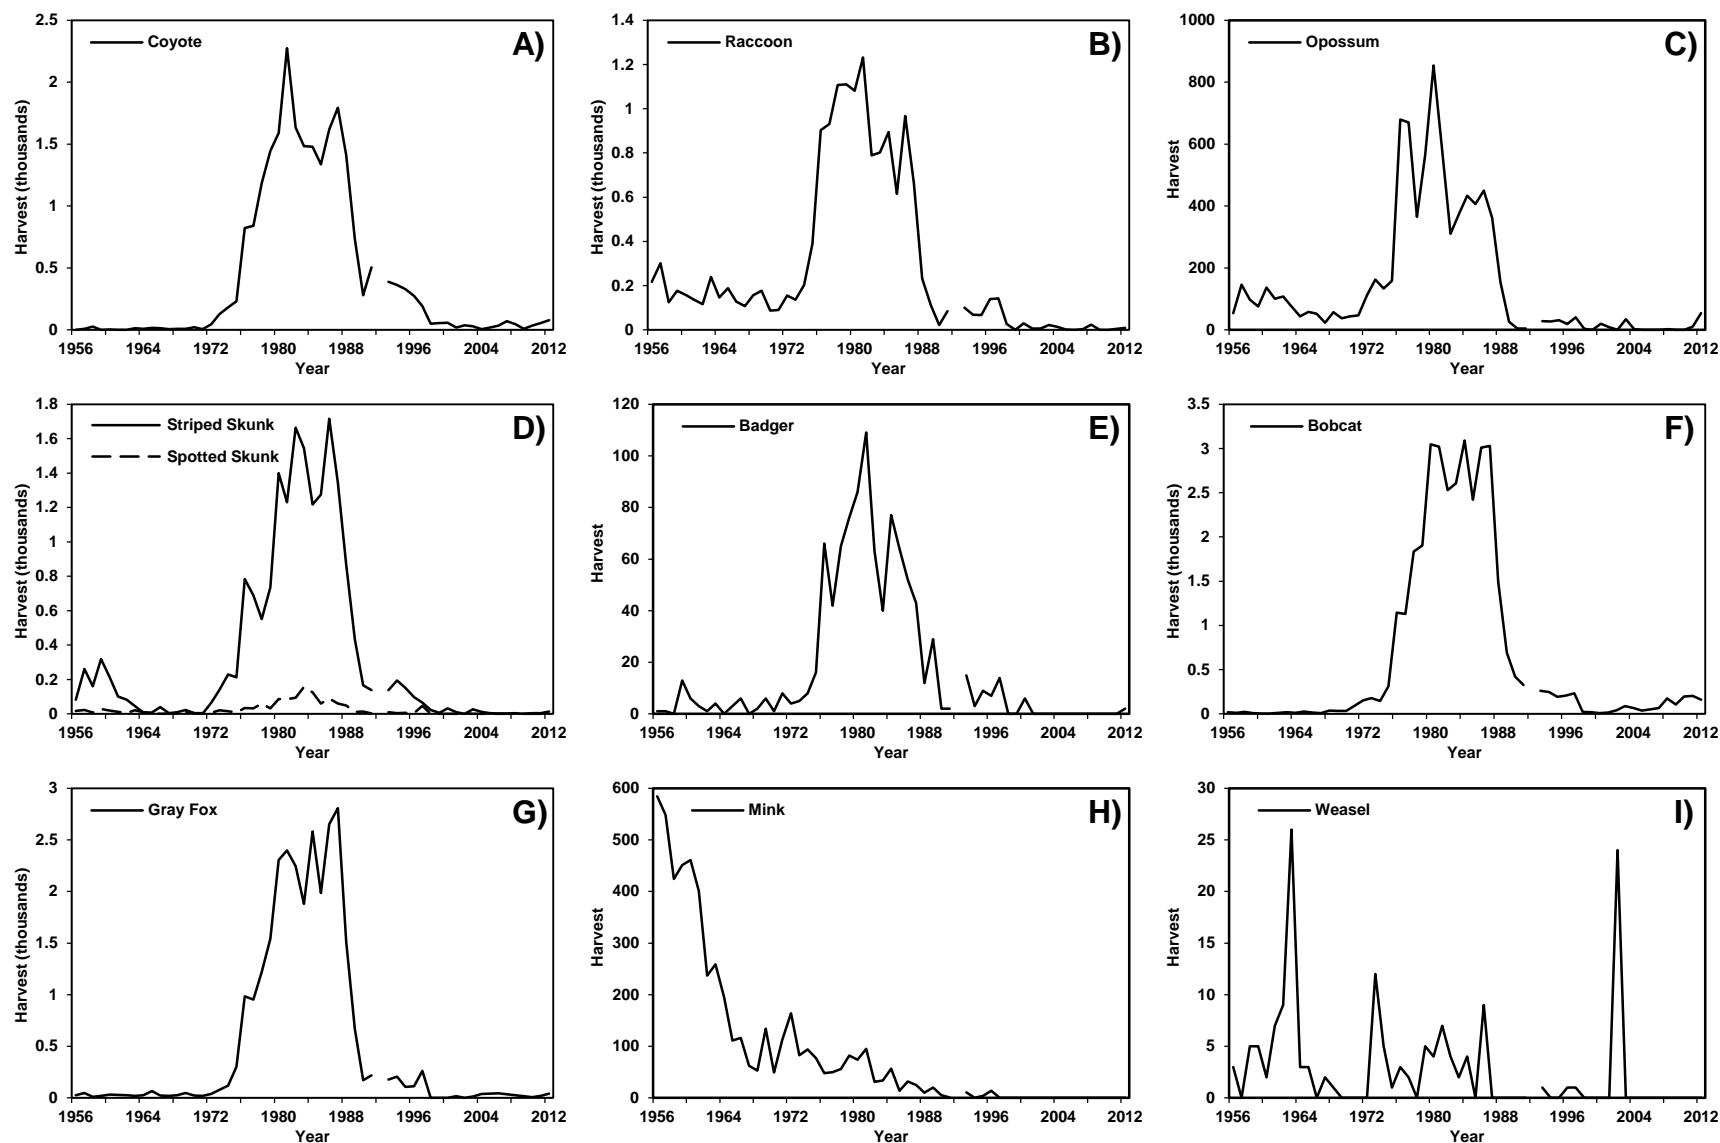 Coyote
A)
2.5
2
1.5
1
0.5
0
Harvest (thousands)
1956 1964 1972 1980 1988 1996 2004 2012
Year
Raccoon
B)
1.4
1.2
1
0.8
0.6
0.4
0.2
0
Harvest (thousands)
1956 1964 1972 1980 1988 1996 2004 2012
Year
Opossum
C)
1000
800
600
400
200
0
Harvest
1956 1964 1972 1980 1988 1996 2004 2012
Year
Striped Skunk
Spotted Skunk
D)
1.8
1.6
1.4
1.2
1
0.8
0.6
0.4
0.2
0
Harvest (thousands)
1956 1964 1972 1980 1988 1996 2004 2012
Year
Badger
E)
120
100
80
60
40
20
0
Harvest
1956 1964 1972 1980 1988 1996 2004 2012
Year
Bobcat
F)
3.5
3
2.5
2
1.5
1
0.5
0
Harvest (thousands)
1956 1964 1972 1980 1988 1996 2004 2012
Year
Gray Fox
G)
3
2.5
2
1.5
1
0.5
0
Harvest (thousands)
1956 1964 1972 1980 1988 1996 2004 2012
Year
Mink
H)
600
500
400
300
200
100
0
Harvest
1956 1964 1972 1980 1988 1996 2004 2012
Year
Weasel
I)
30
25
20
15
10
5
0
Harvest
1956 1964 1972 1980 1988 1996 2004 2012
Year